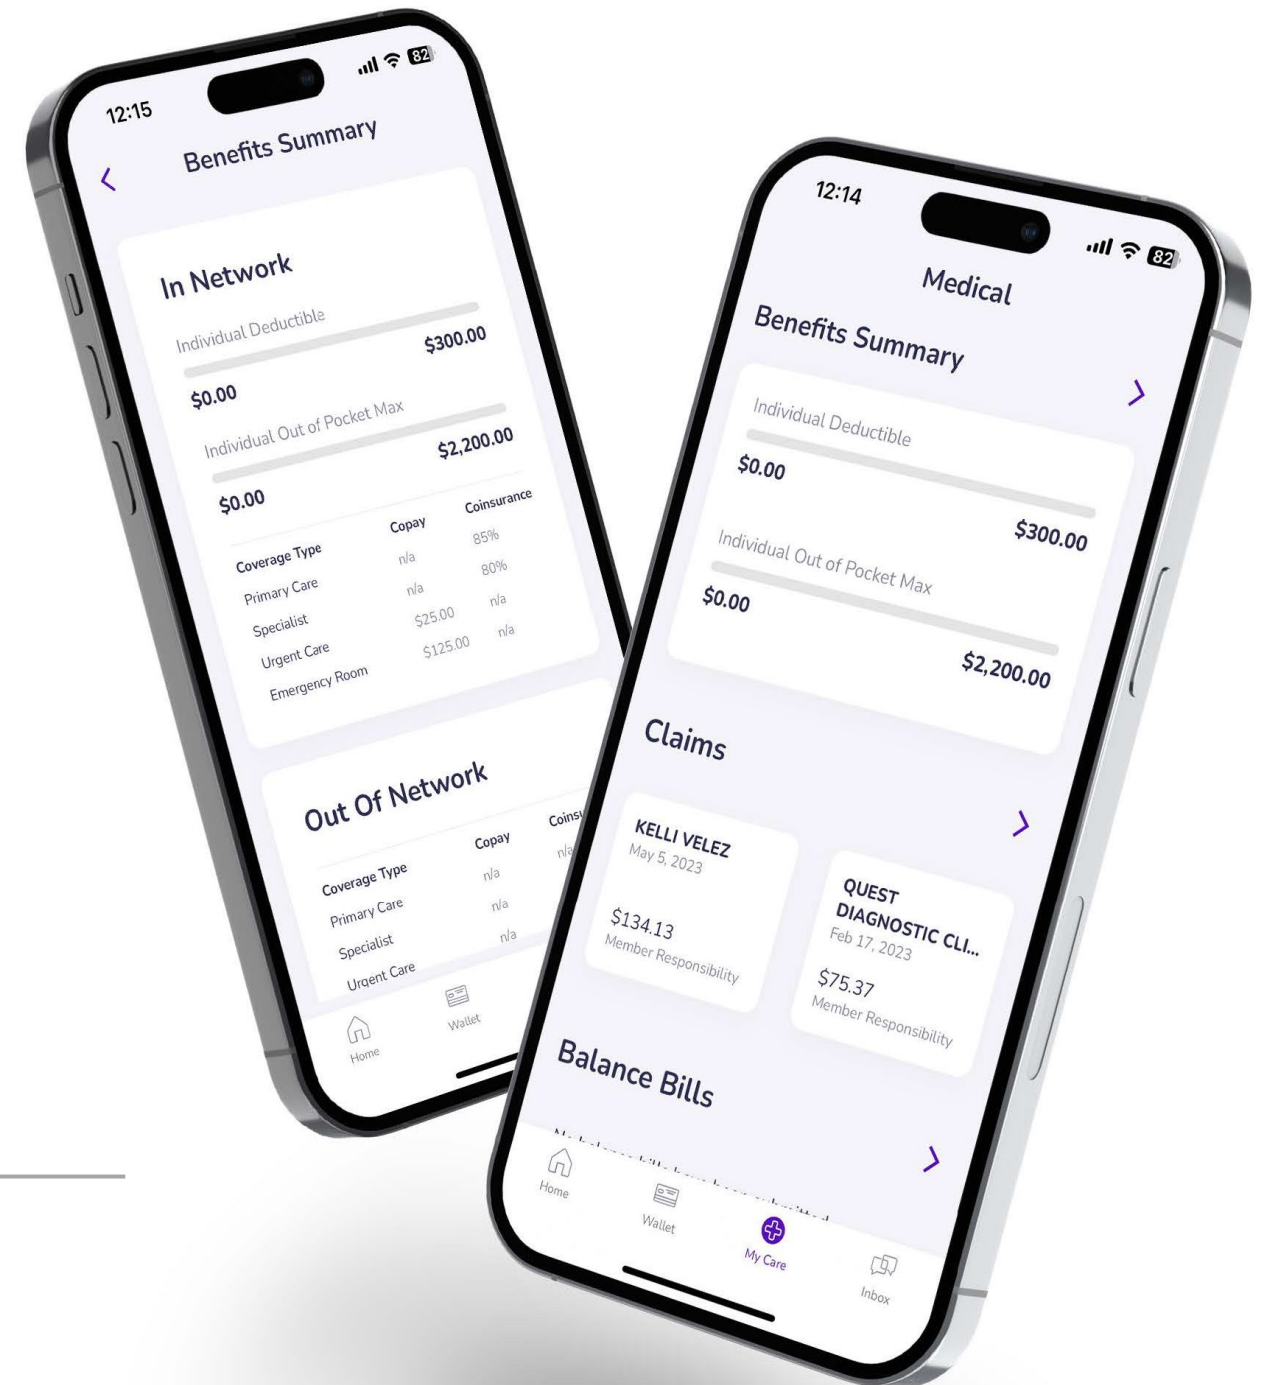 12:15
82
Benefits Summary
In Network
Individual Deductible
$300.00
$0.00
Individual Out of Pocket Max
$2,200.00
$0.00
Coverage Type Copay Coinsurance
Primary Care n/a 85%
Specialist n/a 80%
Urgent Care $25.00 n/a
Emergency Room $125.00 n/a
Out Of Network
Coverage Type Copay
Primary Care n/a n/a
Specialist n/a
Urgent Care n/a
Home
Wallet
12:14
82
Medical
Benefits Summary
Individual Deductible
$0.00
$300.00
Individual Out of Pocket Max
$0.00
$2,200.00
Claims
KELLI VELEZ
May 5, 2023
$134.13
Member Responsibility
QUEST
DIAGNOSTIC CLI...
Feb 17, 2023
$75.37
Member Responsibility
Balance Bills
Home
Wallet
My Care
Inbox